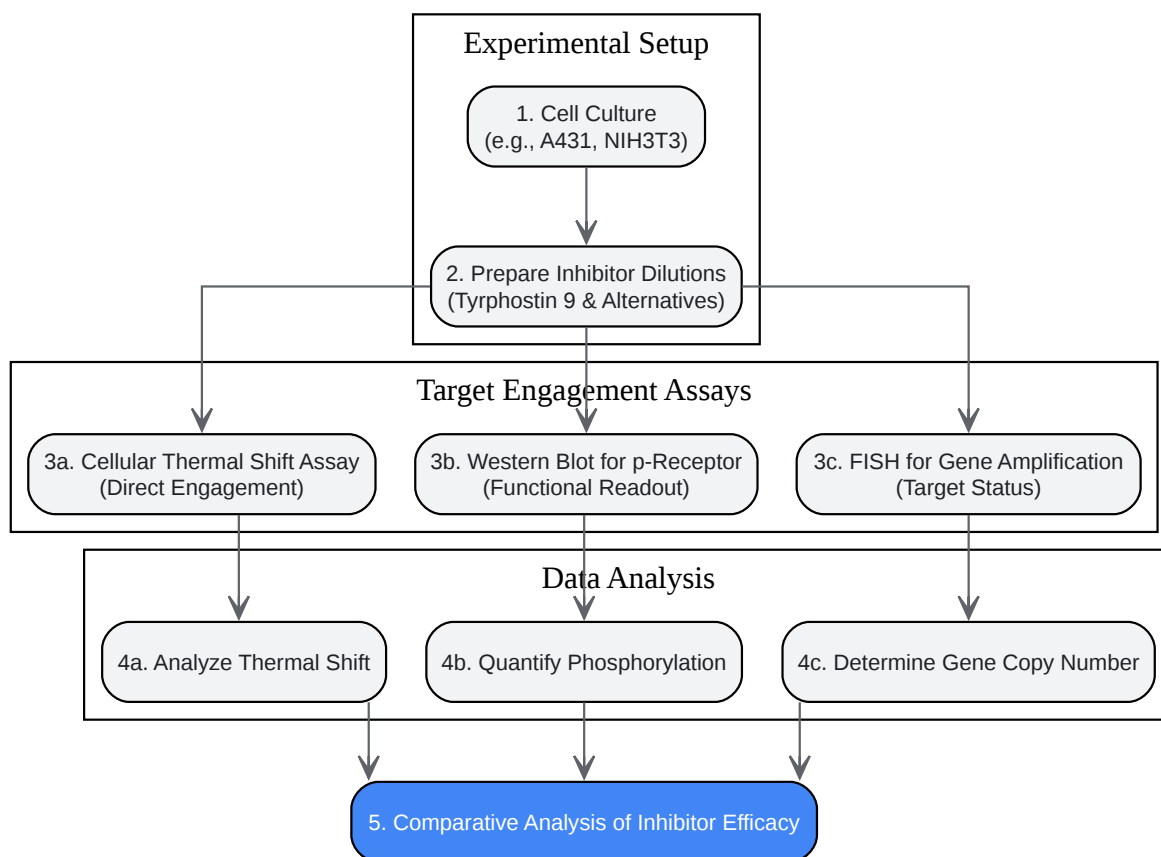 Experimental Setup
1. Cell Culture
(e.g., A431, NIH3T3)
2. Prepare Inhibitor Dilutions
(Tyrphostin 9 & Alternatives)
Target Engagement Assays
3a. Cellular Thermal Shift Assay
(Direct Engagement)
3b. Western Blot for p-Receptor
(Functional Readout)
3c. FISH for Gene Amplification
(Target Status)
Data Analysis
4a. Analyze Thermal Shift
4b. Quantify Phosphorylation
4c. Determine Gene Copy Number
5. Comparative Analysis of Inhibitor Efficacy